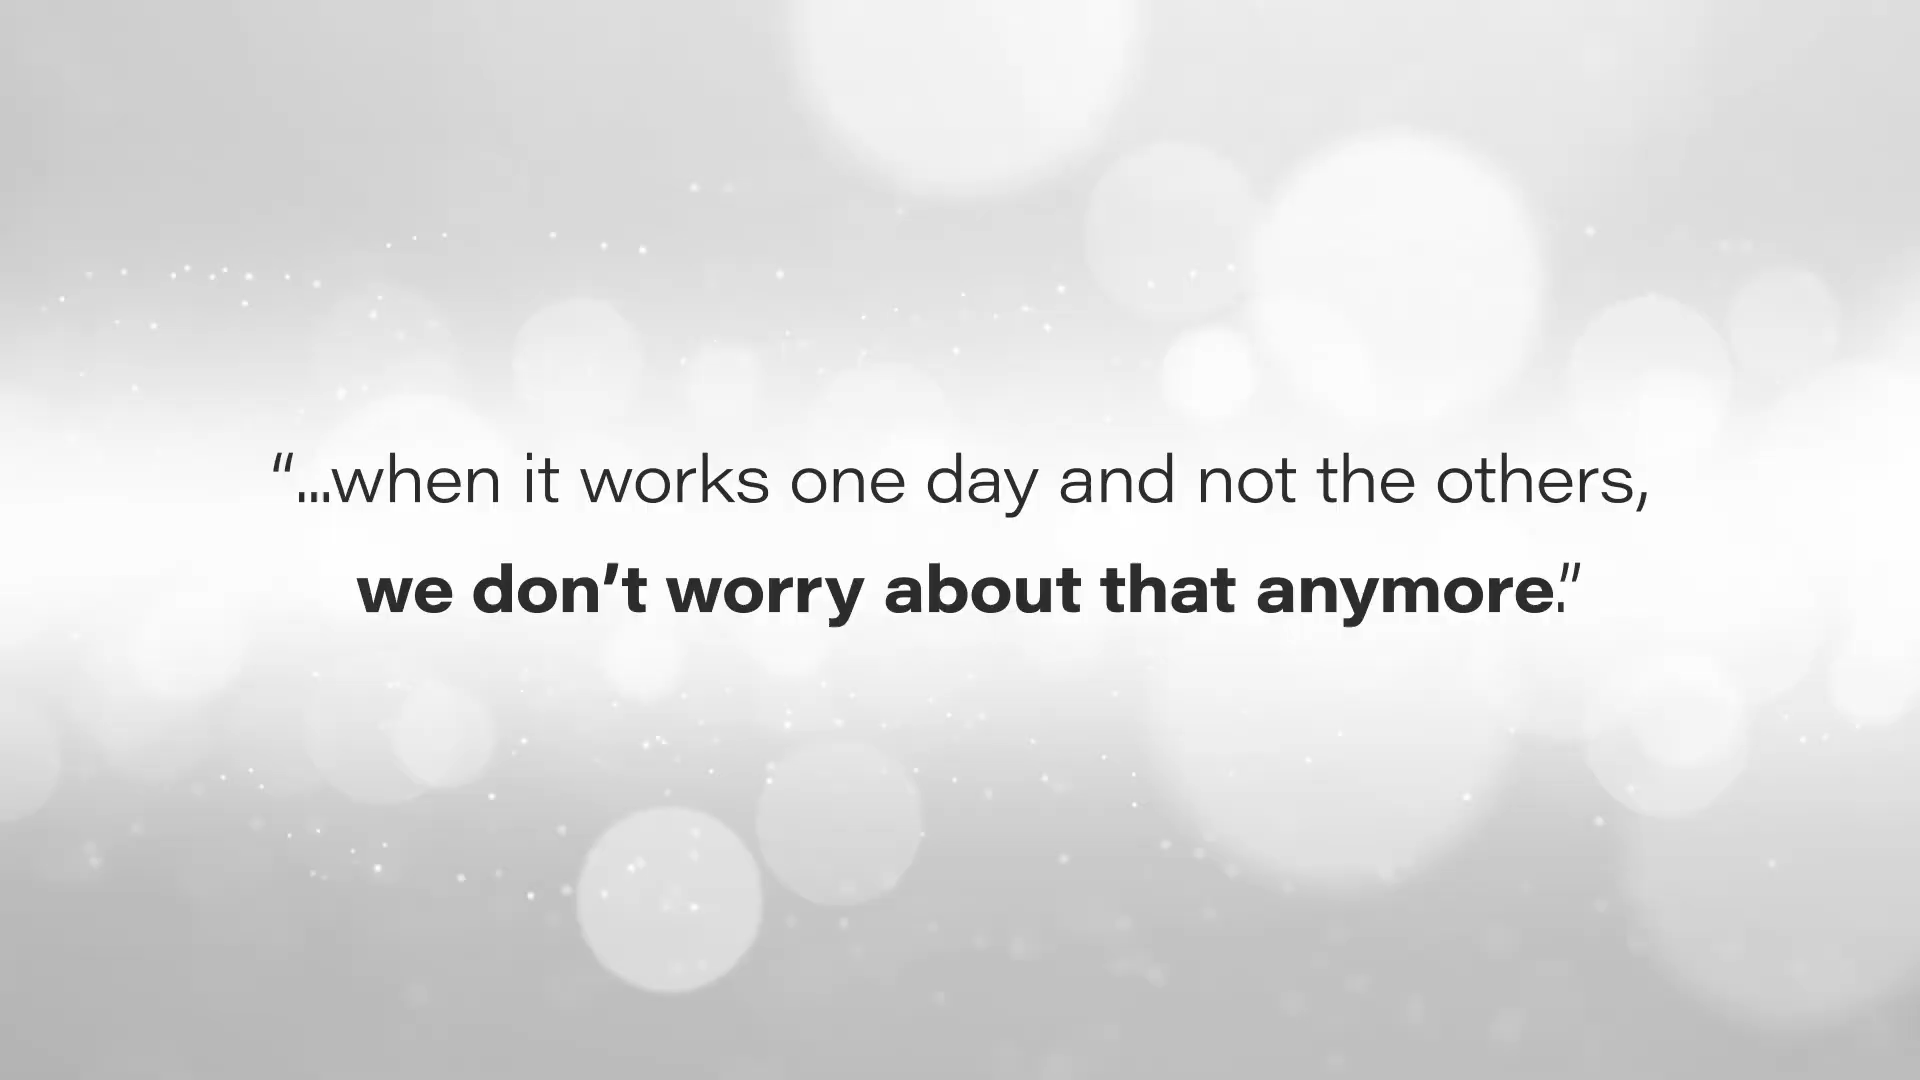 “...when it works one day and not the others,
we don’t worry about that anymore.”